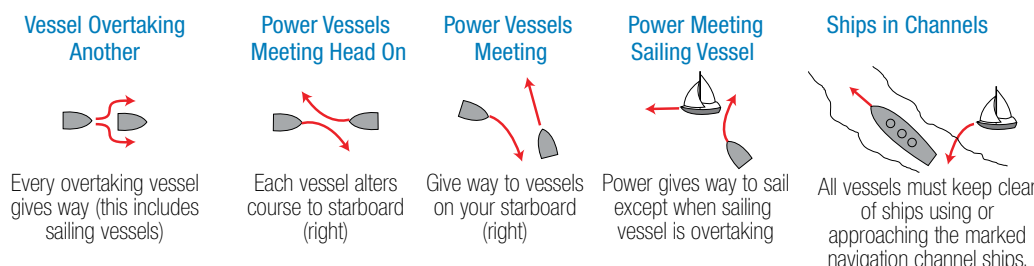 Vessel Overtaking
Another
Every overtaking vessel
gives way (this includes
sailing vessels)
Power Vessels
Meeting Head On
Each vessel alters
course to starboard
(right)
Power Vessels
Meeting
Give way to vessels
on your starboard
(right)
Power Meeting
Sailing Vessel
Power gives way to sail
except when sailing
vessel is overtaking
Ships in Channels
All vessels must keep clear
of ships using or
approaching the marked
navigation channel ships.